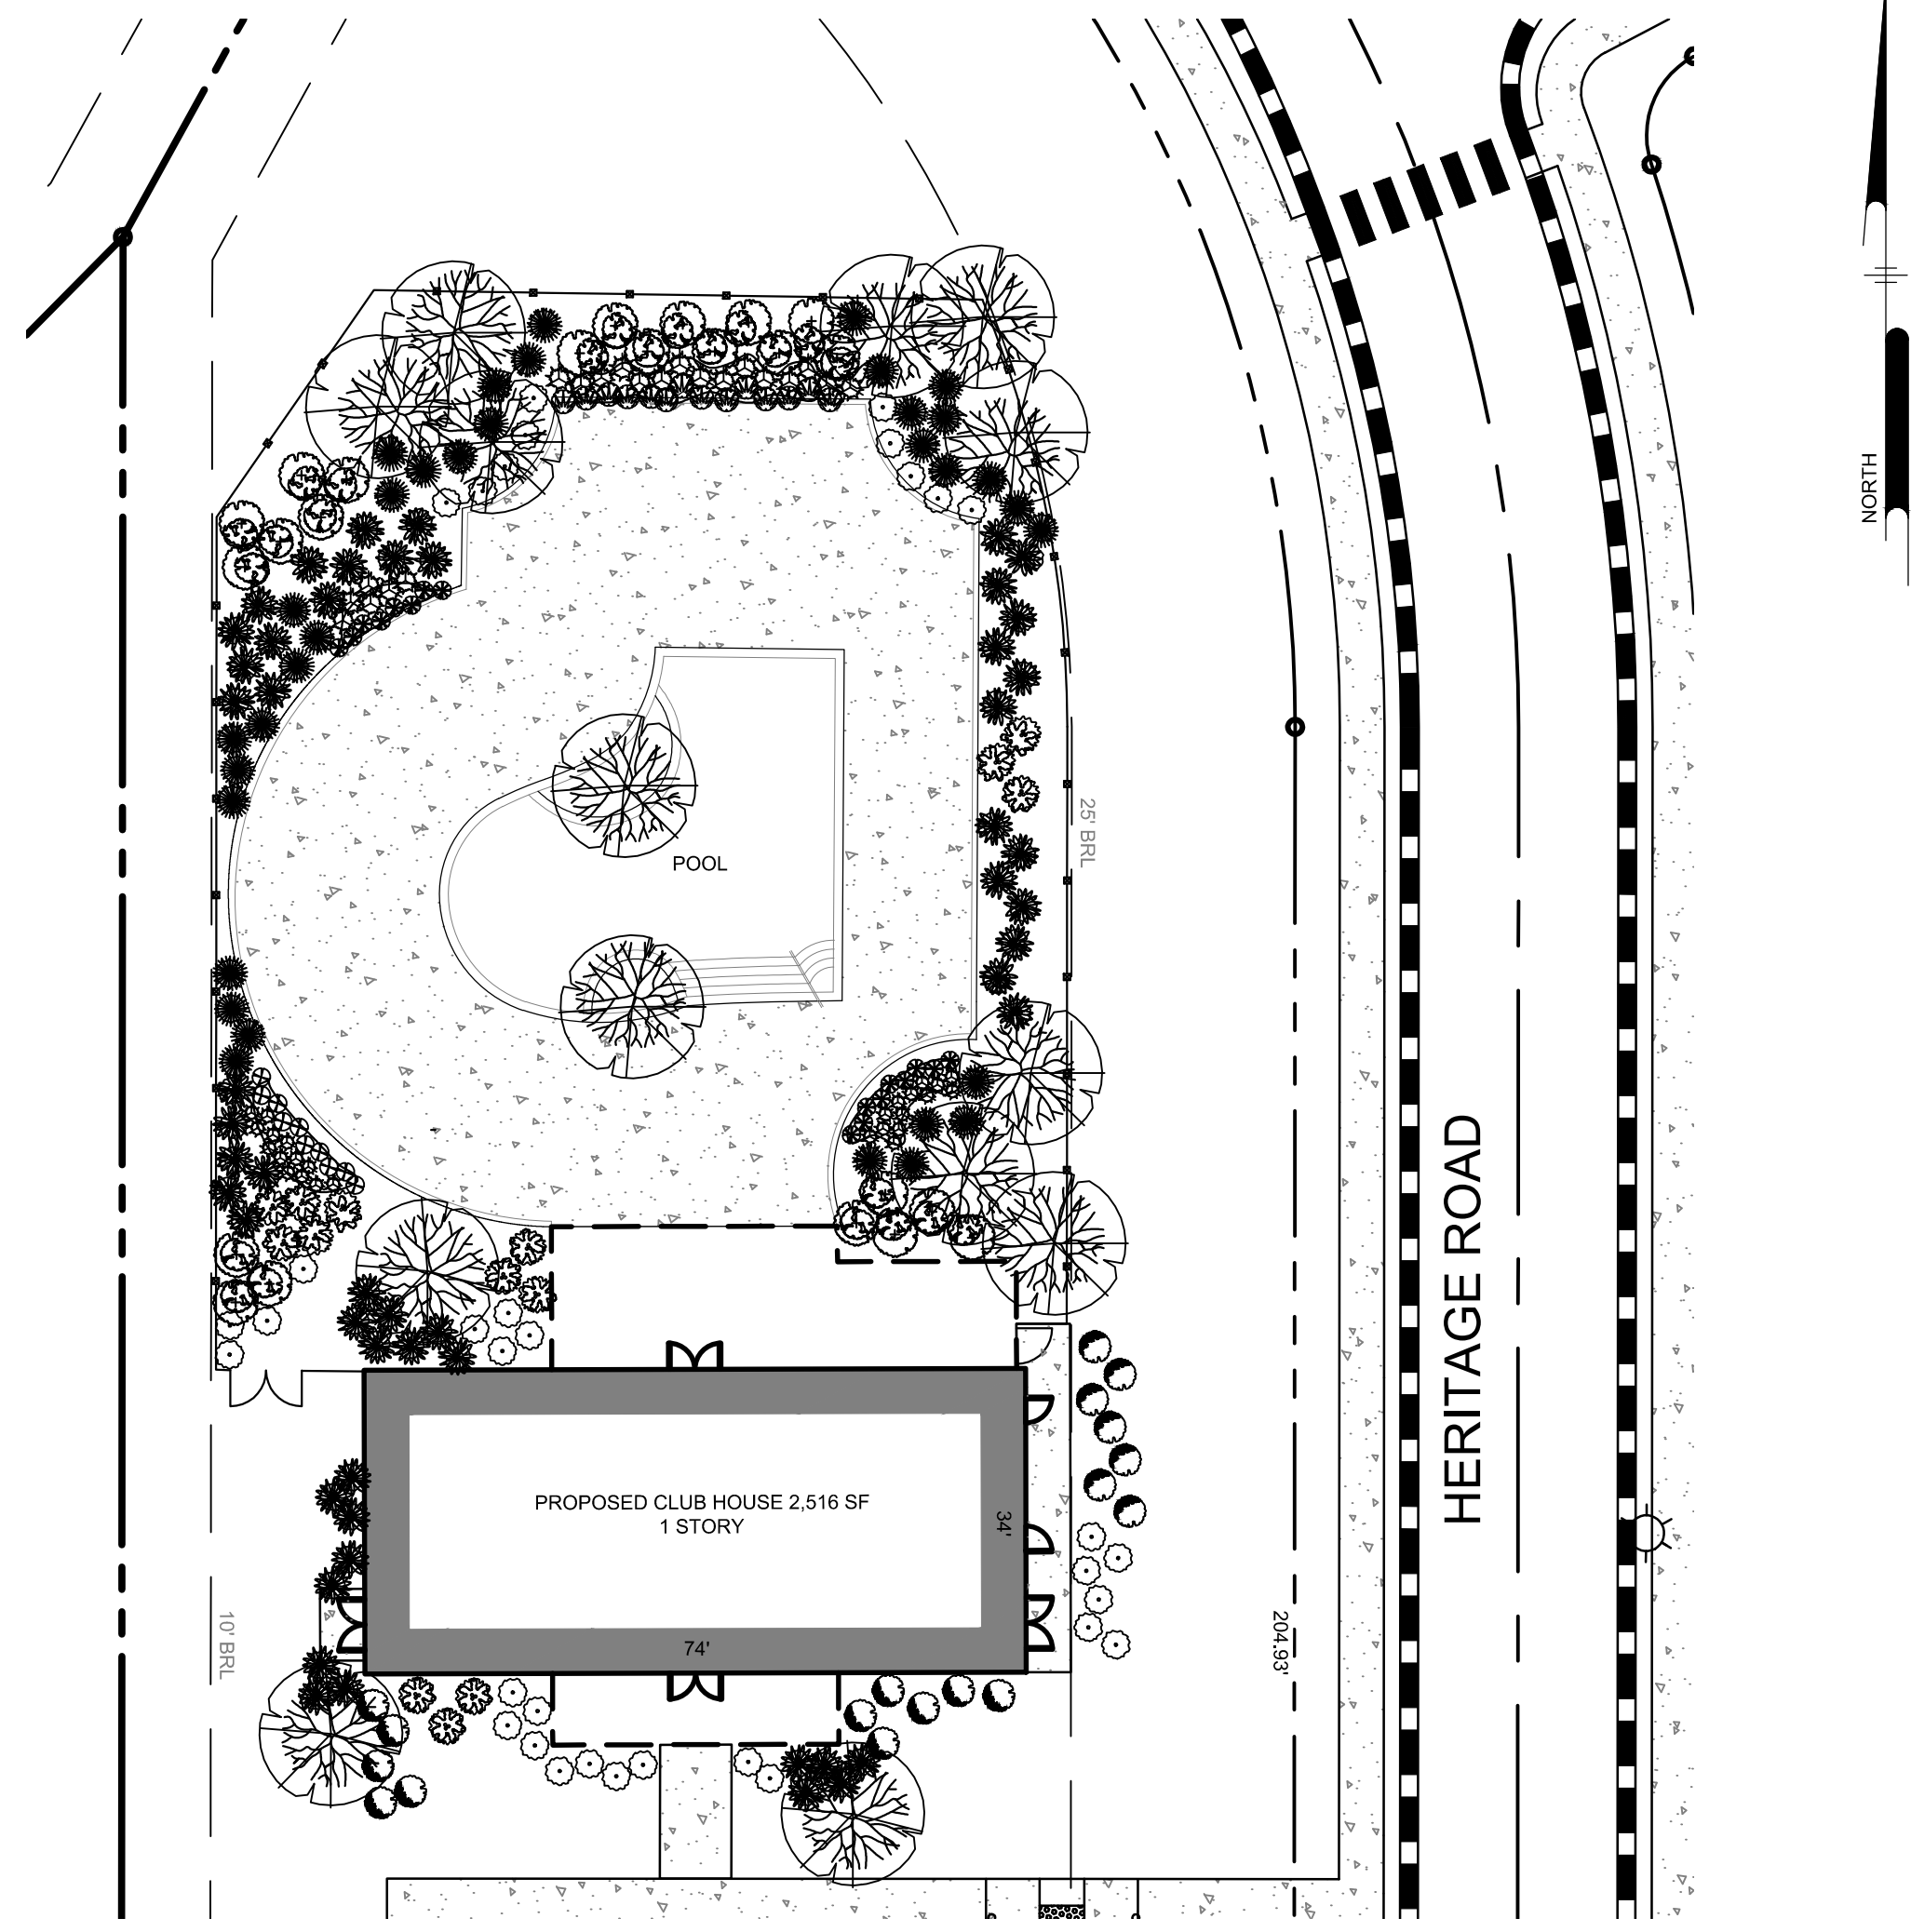 NORTH
25' BRL
POOL
HERITAGE ROAD
PROPOSED CLUB HOUSE 2,516 SF
1 STORY
34'
74'
10' BRL
204.93'